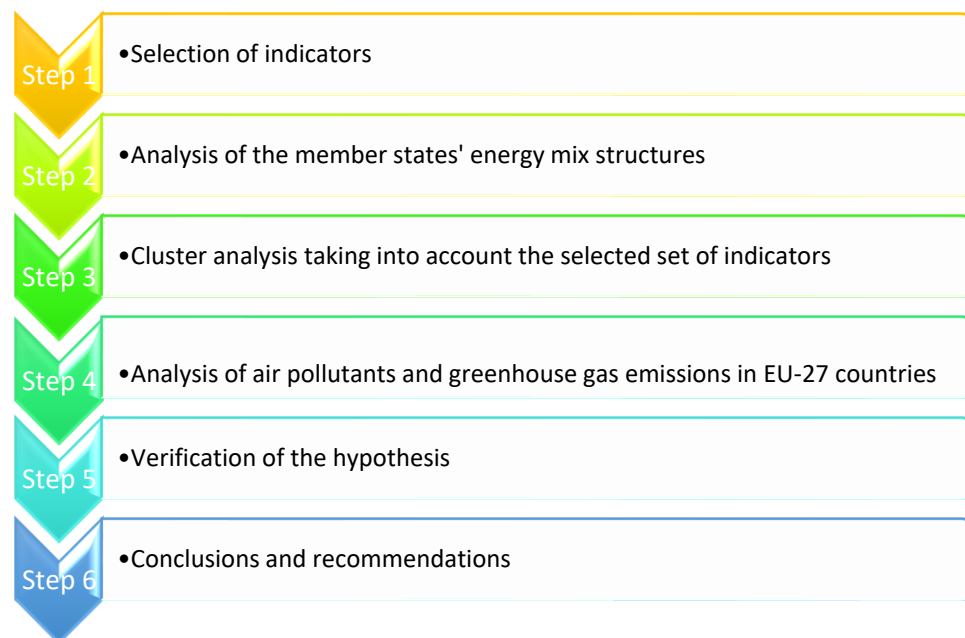 Step 1
•Selection of indicators
Step 2
•Analysis of the member states' energy mix structures
Step 3
•Cluster analysis taking into account the selected set of indicators
Step 4
•Analysis of air pollutants and greenhouse gas emissions in EU-27 countries
Step 5
•Verification of the hypothesis
Step 6
•Conclusions and recommendations